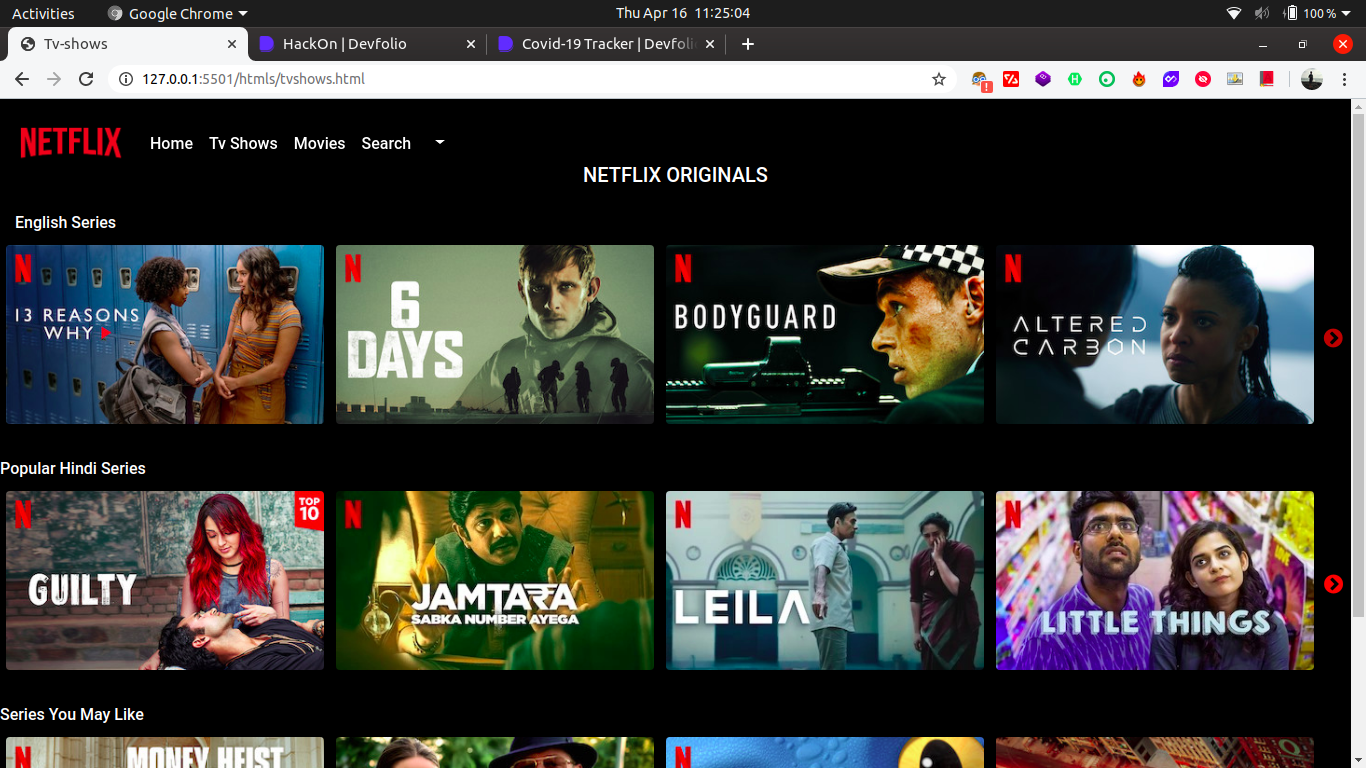 Activities Google Chrome Thu Apr 16 11:25:04 100 %
Tv-shows HackOn | Devfolio Covid-19 Tracker | Devfolio
127.0.0.1:5501/htmls/tvshows.html
NETFLIX Home Tv Shows Movies Search
NETFLIX ORIGINALS
English Series
N N N N
13 REASONS
WHY
6
DAYS
BODYGUARD
ALTERED
CARBON
Popular Hindi Series
N N N N
TOP
10
GUILTY
JAMTARA
SABKA NUMBER AYEGA
LEILA
LITTLE THINGS
Series You May Like
N N
MONEY HEIST